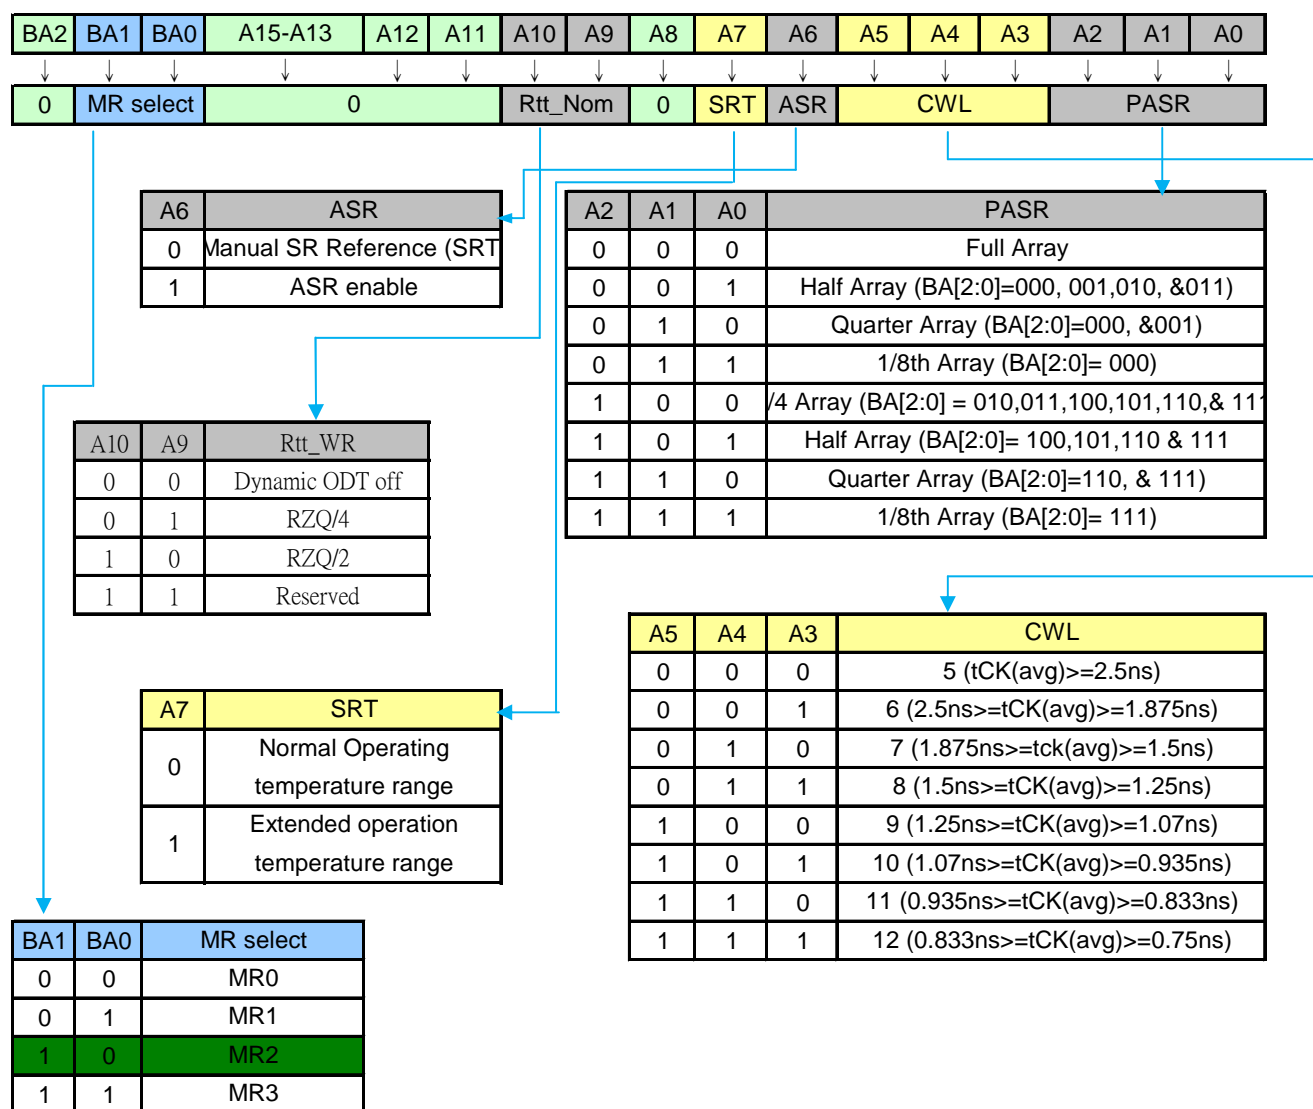 BA2 BA1 BA0 A15-A13 A12 A11 A10 A9 A8 A7 A6 A5 A4 A3 A2 A1 A0
0 MR select 0 Rtt_Nom 0 SRT ASR CWL PASR
A6 ASR
0 Manual SR Reference (SRT
1 ASR enable
A2 A1 A0 PASR
0 0 0 Full Array
0 0 1 Half Array (BA[2:0]=000, 001,010, &011)
0 1 0 Quarter Array (BA[2:0]=000, &001)
0 1 1 1/8th Array (BA[2:0]= 000)
1 0 0 /4 Array (BA[2:0] = 010,011,100,101,110,& 111
1 0 1 Half Array (BA[2:0]= 100,101,110 & 111
1 1 0 Quarter Array (BA[2:0]=110, & 111)
1 1 1 1/8th Array (BA[2:0]= 111)
A10 A9 Rtt_WR
0 0 Dynamic ODT off
0 1 RZQ/4
1 0 RZQ/2
1 1 Reserved
A5 A4 A3 CWL
0 0 0 5 (tCK(avg)>=2.5ns)
0 0 1 6 (2.5ns>=tCK(avg)>=1.875ns)
0 1 0 7 (1.875ns>=tck(avg)>=1.5ns)
0 1 1 8 (1.5ns>=tCK(avg)>=1.25ns)
1 0 0 9 (1.25ns>=tCK(avg)>=1.07ns)
1 0 1 10 (1.07ns>=tCK(avg)>=0.935ns)
1 1 0 11 (0.935ns>=tCK(avg)>=0.833ns)
1 1 1 12 (0.833ns>=tCK(avg)>=0.75ns)
A7 SRT
0 Normal Operating
temperature range
1 Extended operation
temperature range
BA1 BA0 MR select
0 0 MR0
0 1 MR1
1 0 MR2
1 1 MR3